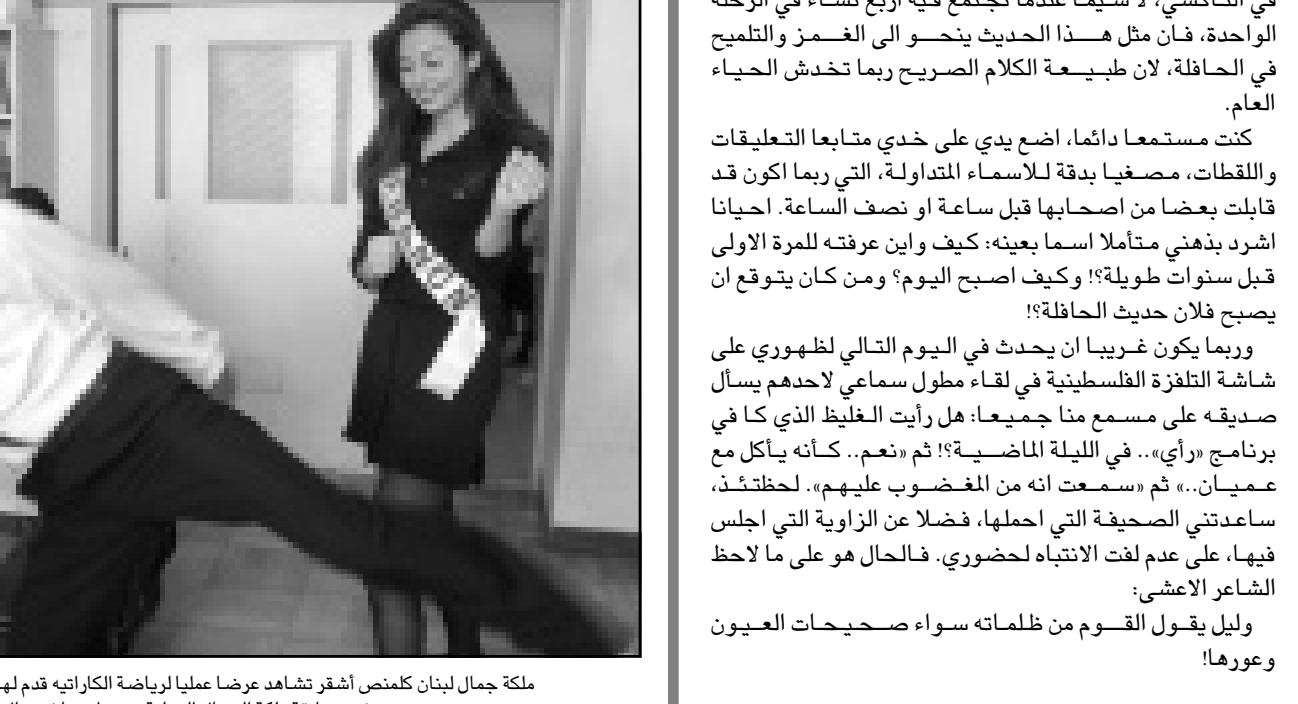 في التاكسي، لا سيما عندما تجتمع فيه اربع نساء في الرحلة
الواحدة، فان مثل هذا الحديث ينحو الى الغمز والتلميح
في الحافلة، لان طبيعة الكلام الصريح ربما تخدش الحياء
العام.
كنت مستمعا دائما، اضع يدي على خدي متابعا التعليقات
واللقطات، مصغيا بدقة للاسماء المتداولة، التي ربما اكون قد
قابلت بعضا من اصحابها قبل ساعة او نصف الساعة. احيانا
اشرد بذهني متأملا اسما بعينه: كيف واين عرفته للمرة الاولى
قبل سنوات طويلة؟! وكيف اصبح اليوم؟ ومن كان يتوقع ان
يصبح فلان حديث الحافلة؟!
وربما يكون غريبا ان يحدث في اليوم التالي لظهوري على
شاشة التلفزة الفلسطينية في لقاء مطول سماعي لاحدهم يسأل
صديقه على مسمع منا جميعا: هل رأيت الغليظ الذي كا في
برنامج «رأي».. في الليلة الماضية؟! ثم «نعم.. كأنه يأكل مع
عميان..» ثم «سمعت انه من المغضوب عليهم». لحظتئذ،
ساعدتني الصحيفة التي احملها، فضلا عن الزاوية التي اجلس
فيها، على عدم لفت الانتباه لحضوري. فالحال هو على ما لاحظ
الشاعر الاعشى:
وليل يقول القوم من ظلماته سواء صحيحات العيون
وعورها!
ملكة جمال لبنان كلمنص أشقر تشاهد عرضا عمليا لرياضة الكاراتيه قدم لها